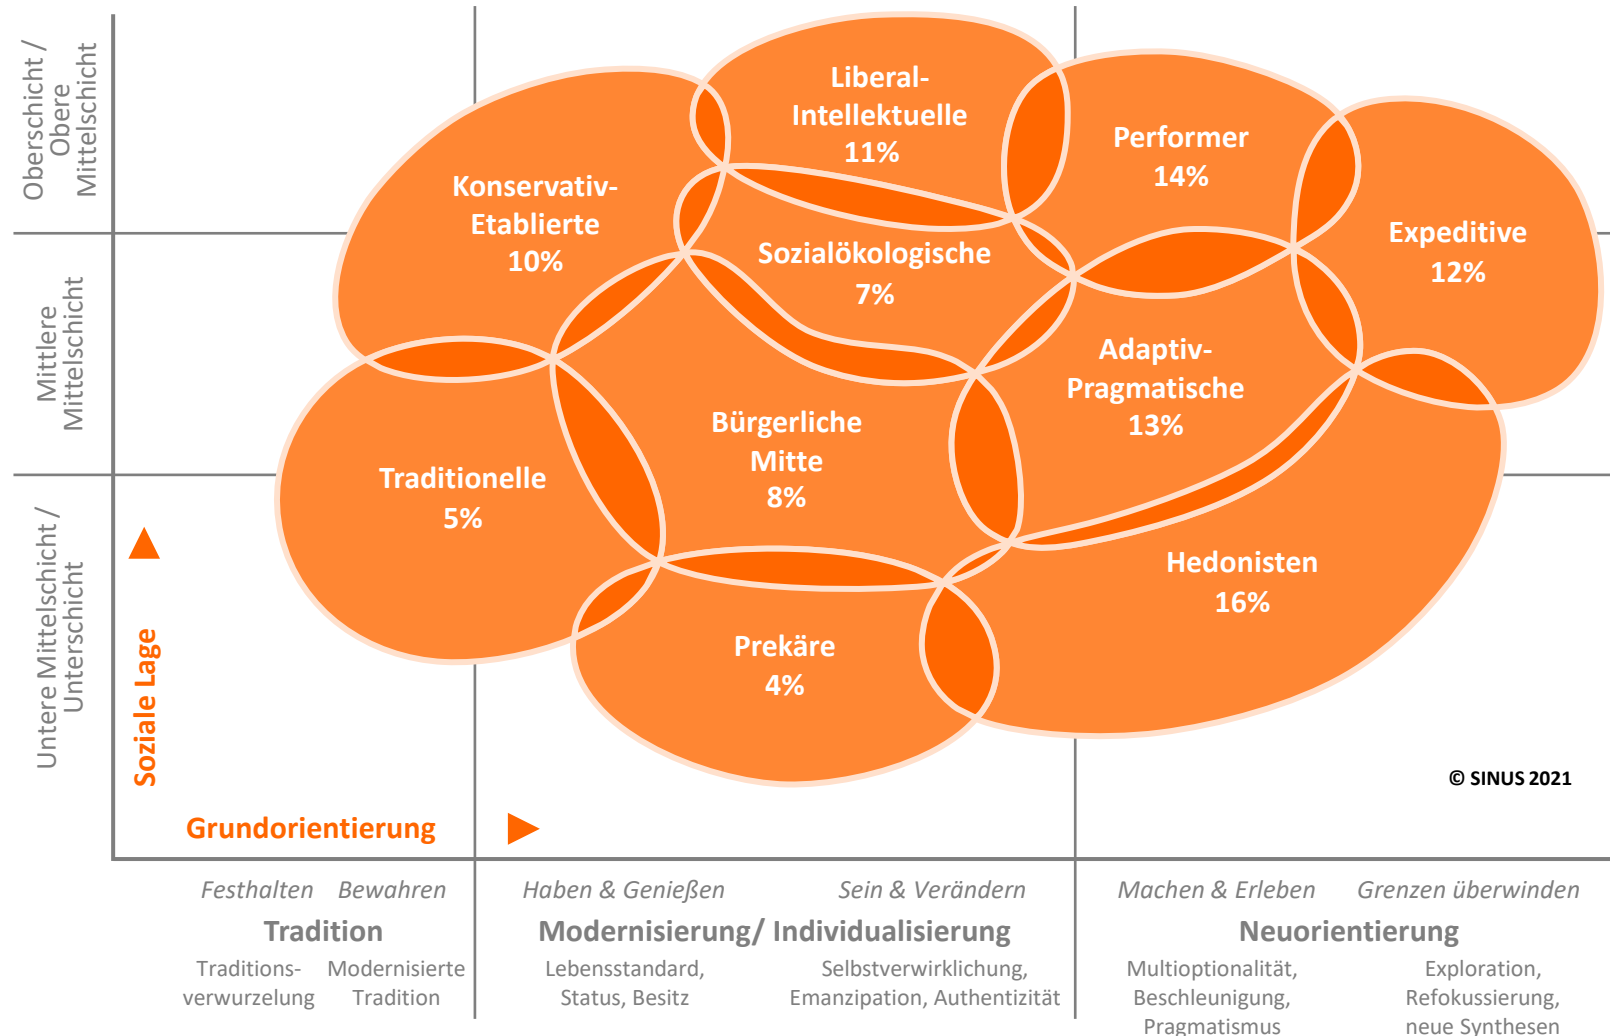 Oberschicht /
Obere
Mittelschicht
Mittlere
Mittelschicht
Untere Mittelschicht /
Unterschicht
Soziale Lage
Liberal-
Intellektuelle
11%
Performer
14%
Konservativ-
Etablierte
10%
Expeditive
12%
Sozialökologische
7%
Adaptiv-
Pragmatische
13%
Bürgerliche
Mitte
8%
Traditionelle
5%
Hedonisten
16%
Prekäre
4%
© SINUS 2021
Grundorientierung
Festhalten Bewahren
Tradition
Traditions-
verwurzelung
Modernisierte
Tradition
Haben & Genießen Sein & Verändern
Modernisierung/ Individualisierung
Lebensstandard,
Status, Besitz
Selbstverwirklichung,
Emanzipation, Authentizität
Machen & Erleben Grenzen überwinden
Neuorientierung
Multioptionalität,
Beschleunigung,
Pragmatismus
Exploration,
Refokussierung,
neue Synthesen